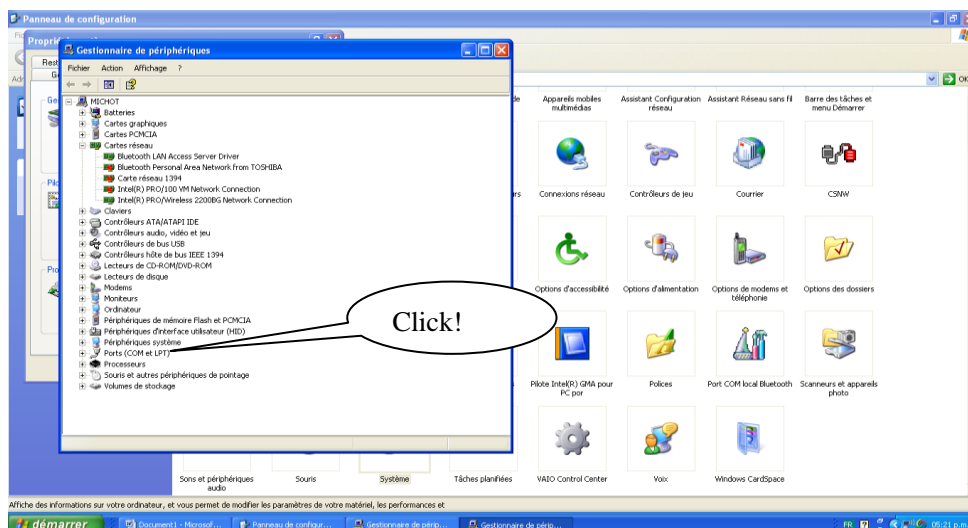 Panneau de configuration
Gestionnaire de périphériques
Fichier Action Affichage ?
OK
MICHOT
Batteries
Cartes graphiques
Cartes PCMCIA
Cartes réseau
Bluetooth LAN Access Server Driver
Bluetooth Personal Area Network from TOSHIBA
Carte réseau 1394
Intel(R) PRO/100 VM Network Connection
Intel(R) PRO/Wireless 2200BG Network Connection
Claviers
Contrôleurs ATA/ATAPI IDE
Contrôleurs audio, vidéo et jeu
Contrôleurs de bus USB
Contrôleurs hôte de bus IEEE 1394
Lecteurs de CD-ROM/DVD-ROM
Lecteurs de disque
Modems
Moniteurs
Ordinateur
Périphériques de mémoire Flash et PCMCIA
Périphériques d'interface utilisateur (HID)
Périphériques système
Ports (COM et LPT)
Processeurs
Souris et autres périphériques de pointage
Volumes de stockage
Click!
Appareils mobiles
multimédias
Assistant Configuration
réseau
Assistant Réseau sans fil
Barre des tâches et
menu Démarrer
Connexions réseau
Contrôleurs de jeu
Courrier
CSNW
Options d'accessibilité
Options d'alimentation
Options de modems et
téléphonie
Options des dossiers
Pilote Intel(R) GMA pour
PC por
Polices
Port COM local Bluetooth
Scanneurs et appareils
photo
Sons et périphériques
audio
Souris
Système
Tâches planifiées
VAIO Control Center
Voix
Windows CardSpace
Affiche des informations sur votre ordinateur, et vous permet de modifier les paramètres de votre matériel, les performances et
démarrer
Document1 - Microsof...
Panneau de configur...
Gestionnaire de périp...
Gestionnaire de périp...
FR
05:21 p.m.